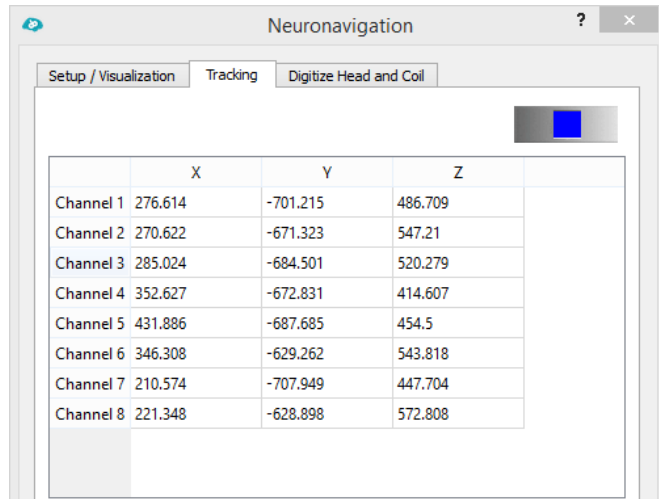 Neuronavigation ? ×
Setup / Visualization Tracking Digitize Head and Coil
X Y Z
Channel 1 276.614 -701.215 486.709
Channel 2 270.622 -671.323 547.21
Channel 3 285.024 -684.501 520.279
Channel 4 352.627 -672.831 414.607
Channel 5 431.886 -687.685 454.5
Channel 6 346.308 -629.262 543.818
Channel 7 210.574 -707.949 447.704
Channel 8 221.348 -628.898 572.808